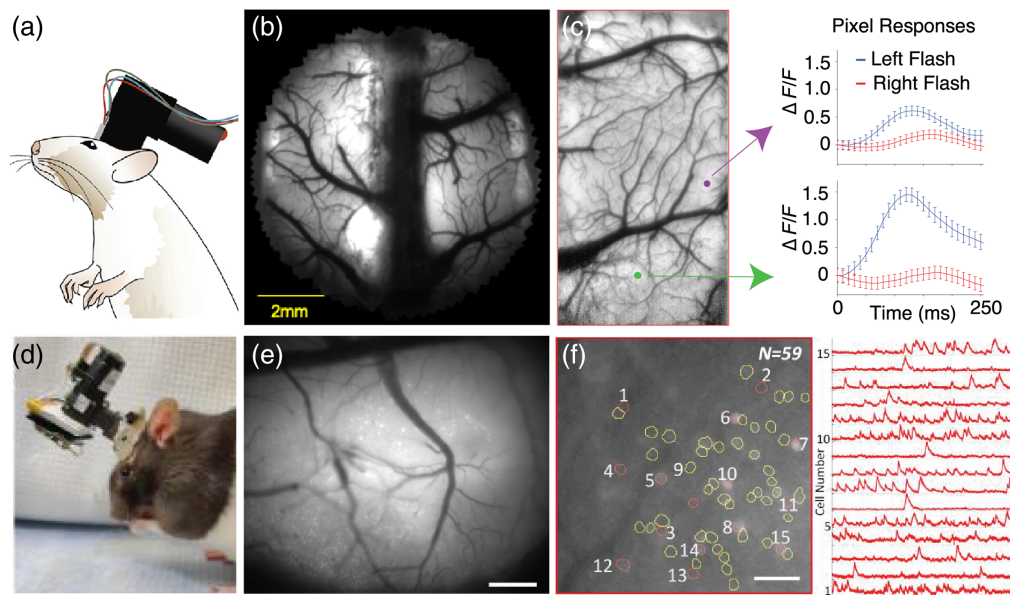 (a)
(b)
2mm
(c)
Pixel Responses
Left Flash
Right Flash
Δ F/F
1.5
1.0
0.5
0
Δ F/F
1.5
1.0
0.5
0
0 Time (ms) 250
(d)
(e)
(f)
N=59
1
2
6
7
4
9
5
10
11
3
8
14
15
12
13
Cell Number
15
10
5
1